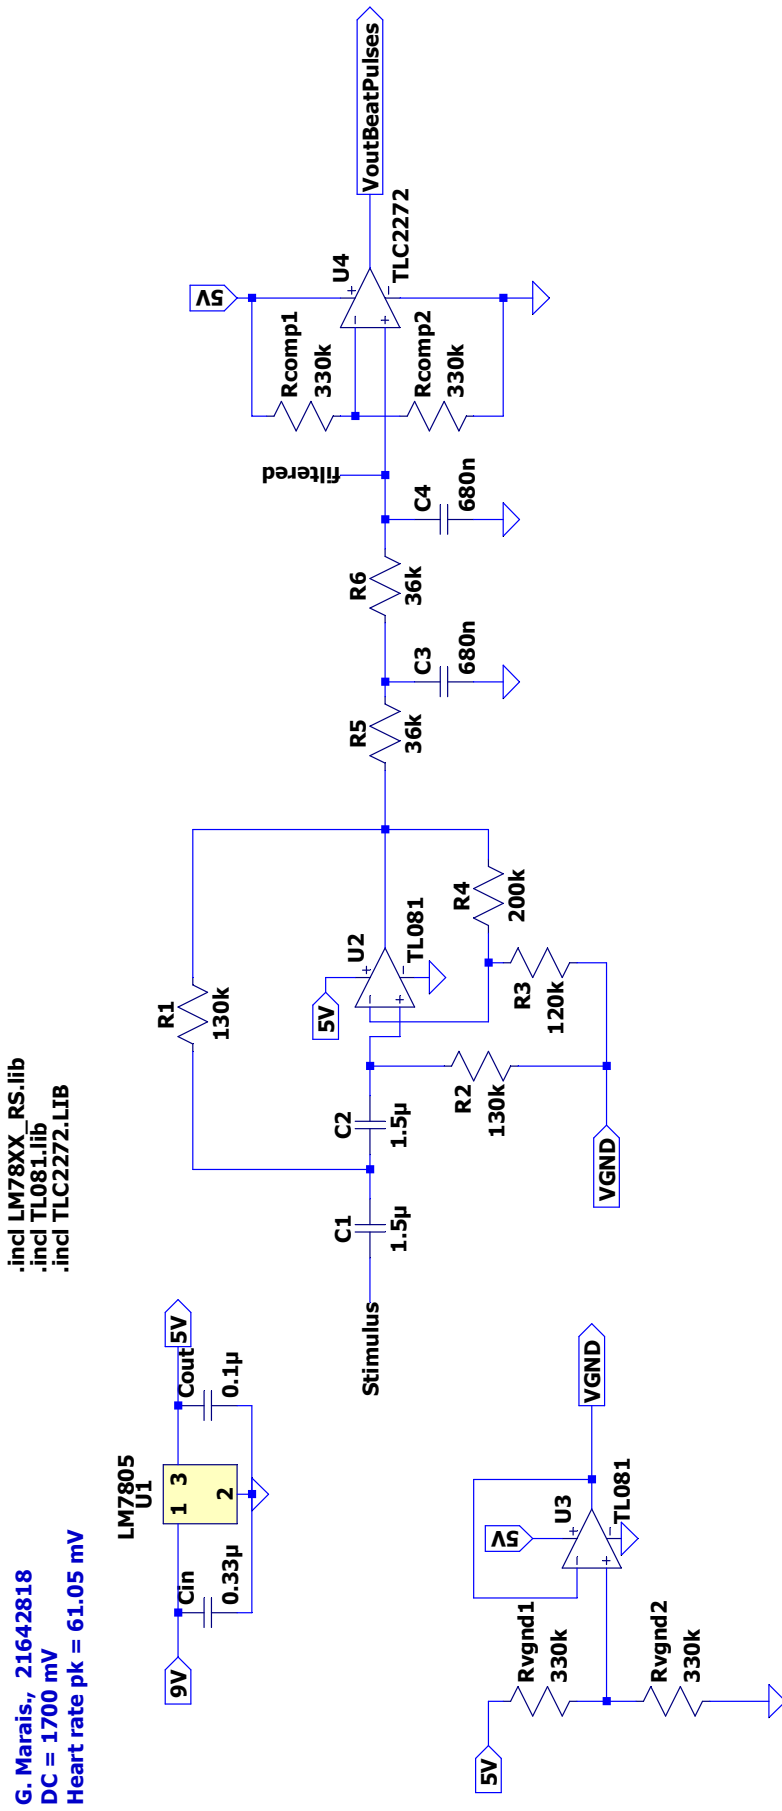 G. Marais,, 21642818
DC = 1700 mV
Heart rate pk = 61.05 mV
.incl LM78XX_RS.lib
.incl TL081.lib
.incl TLC2272.LIB
LM7805
U1
9V
Cin
0.33µ
1
3
2
Cout
0.1µ
5V
Stimulus
C1
1.5µ
C2
1.5µ
R1
130k
R2
130k
VGND
5V
U2
TL081
R3
120k
R4
200k
R5
36k
C3
680n
R6
36k
C4
680n
filtered
Rcomp1
330k
Rcomp2
330k
5V
U4
TLC2272
VoutBeatPulses
5V
Rvgnd1
330k
Rvgnd2
330k
5V
U3
TL081
VGND